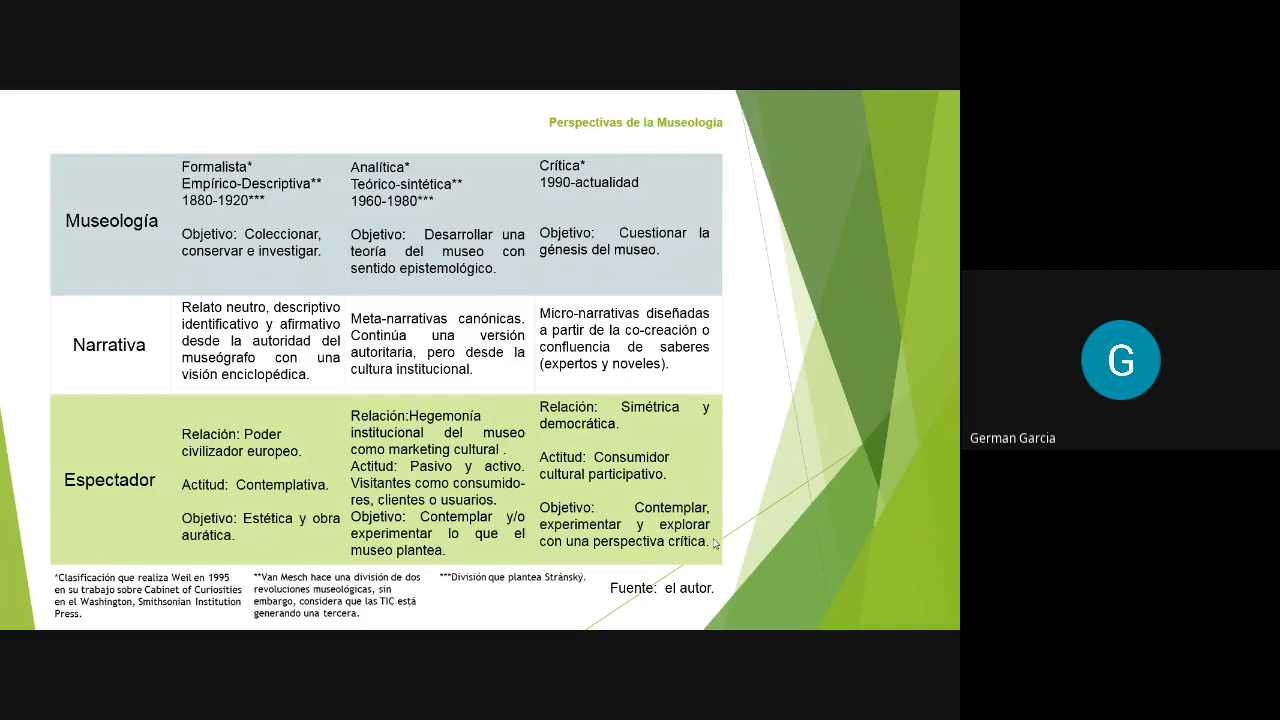 Perspectivas de la Museología
Museología
Formalista*
Empírico-Descriptiva**
1880-1920***
Objetivo: Coleccionar,
conservar e investigar.
Analítica*
Teórico-sintética**
1960-1980***
Objetivo: Desarrollar una
teoría del museo con
sentido epistemológico.
Crítica*
1990-actualidad
Objetivo: Cuestionar la
génesis del museo.
Narrativa
Relato neutro, descriptivo
identificativo y afirmativo
desde la autoridad del
museógrafo con una
visión enciclopédica.
Meta-narrativas canónicas.
Continúa una versión
autoritaria, pero desde la
cultura institucional.
Micro-narrativas diseñadas
a partir de la co-creación o
confluencia de saberes
(expertos y noveles).
Espectador
Relación: Poder
civilizador europeo.
Actitud: Contemplativa.
Objetivo: Estética y obra
aurática.
Relación:Hegemonía
institucional del museo
como marketing cultural .
Actitud: Pasivo y activo.
Visitantes como consumido-
res, clientes o usuarios.
Objetivo: Contemplar y/o
experimentar lo que el
museo plantea.
Relación: Simétrica y
democrática.
Actitud: Consumidor
cultural participativo.
Objetivo: Contemplar,
experimentar y explorar
con una perspectiva crítica.
*Clasificación que realiza Weil en 1995
en su trabajo sobre Cabinet of Curiosities
en el Washington, Smithsonian Institution
Press.
**Van Mesch hace una división de dos
revoluciones museológicas, sin
embargo, considera que las TIC está
generando una tercera.
***División que plantea Stránský.
Fuente: el autor.
G
German Garcia